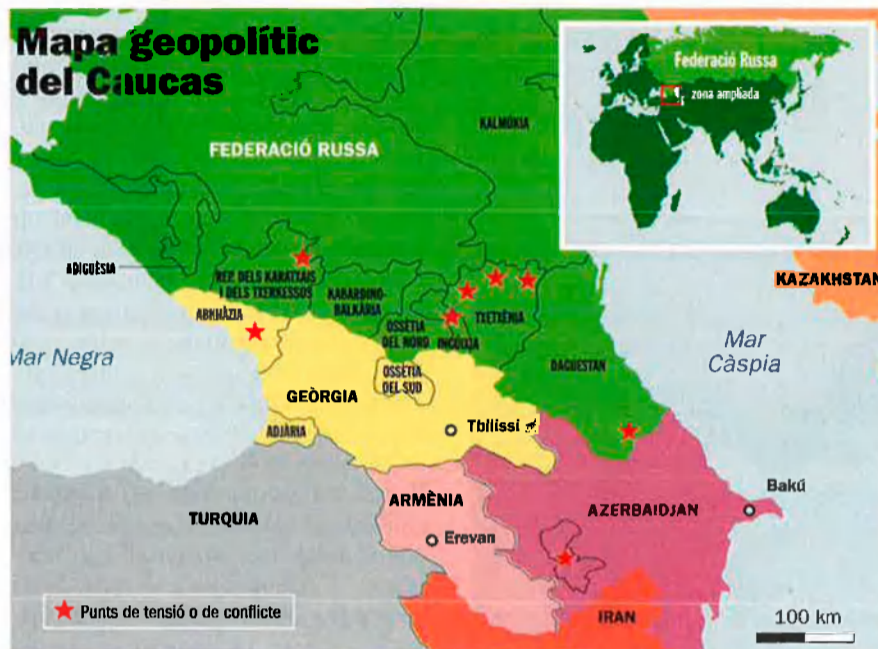 Mapa geopolític
del Caucas
Federació Russa
zona ampliada
KALMÚKIA
FEDERACIÓ RUSSA
ADIGUÈSIA
REP. DELS KARATXAIS
I DELS TXERKESSOS
KABARDINO-
BALKÀRIA
OSSÈTIA
DEL NORD
INGÚIXIA
TXETXÈNIA
DAGUESTAN
KAZAKHSTAN
ABKHÀZIA
Mar Negra
Mar
Càspia
OSSÈTIA
DEL SUD
GEÒRGIA
Tbilissi
ADJÀRIA
ARMÈNIA
AZERBAIDJAN
Bakú
TURQUIA
Erevan
IRAN
Punts de tensió o de conflicte
100 km